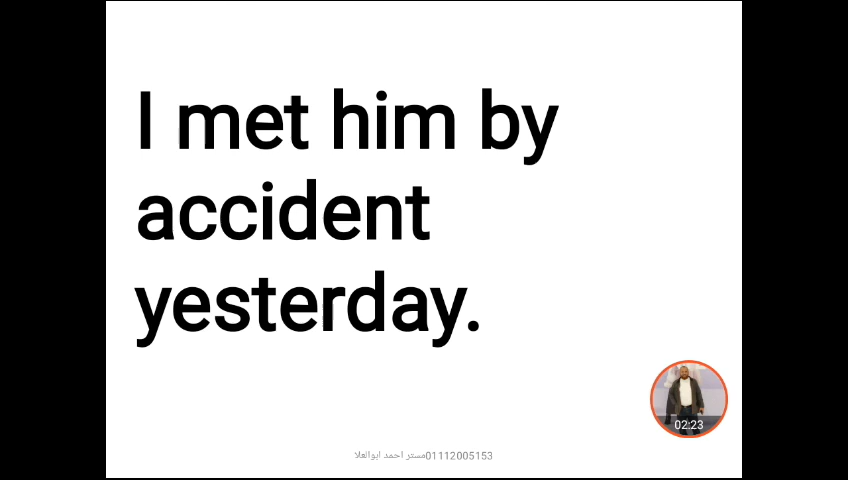 I met him by
accident
yesterday.
02:23
مستر احمد ابوالعلا01112005153